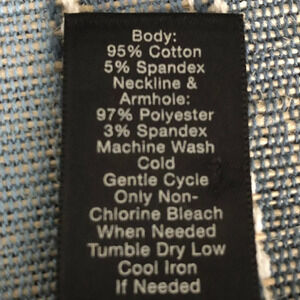 Body:
95% Cotton
5% Spandex
Neckline &
Armhole:
97% Polyester
3% Spandex
Machine Wash
Cold
Gentle Cycle
Only Non-
Chlorine Bleach
When Needed
Tumble Dry Low
Cool Iron
If Needed